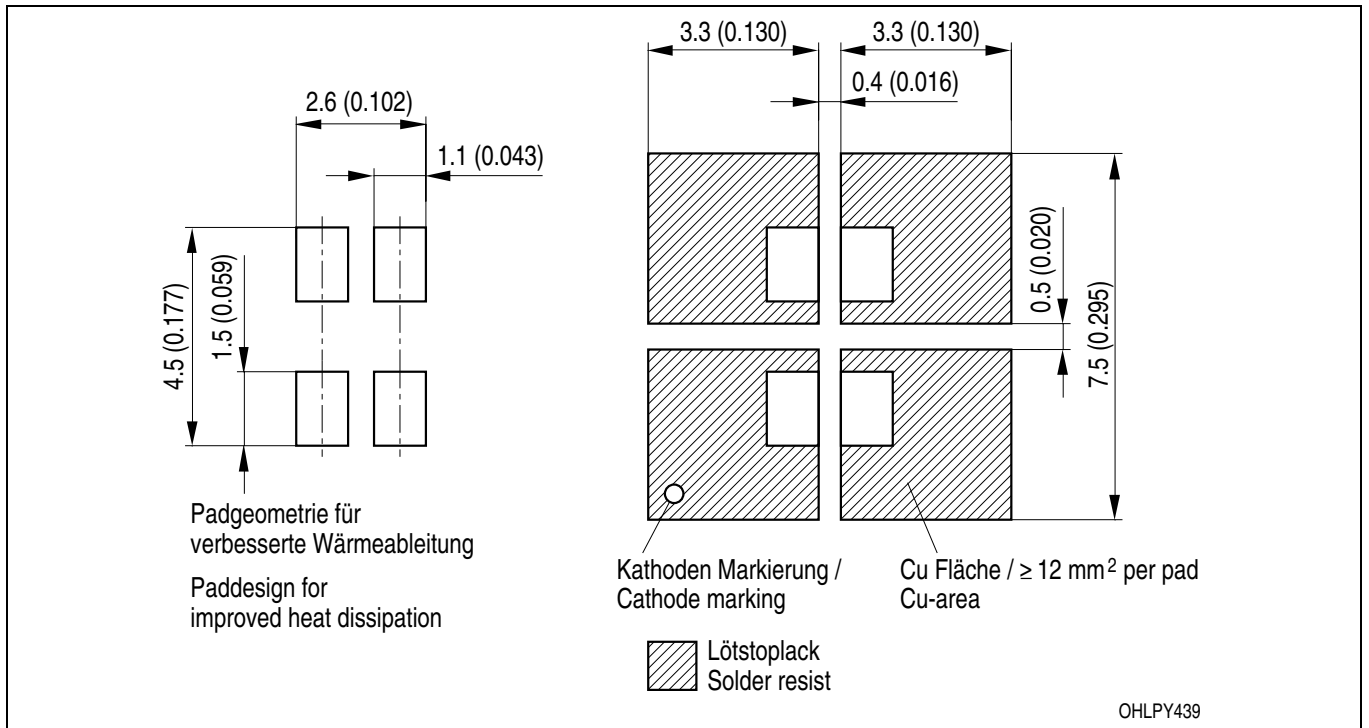 3.3 (0.130)
3.3 (0.130)
0.4 (0.016)
2.6 (0.102)
1.1 (0.043)
4.5 (0.177)
1.5 (0.059)
0.5 (0.020)
7.5 (0.295)
Padgeometrie für
verbesserte Wärmeableitung
Paddesign for
improved heat dissipation
Kathoden Markierung /
Cathode marking
Cu Fläche / ≥ 12 mm² per pad
Cu-area
Lötstoplack
Solder resist
OHLPY439